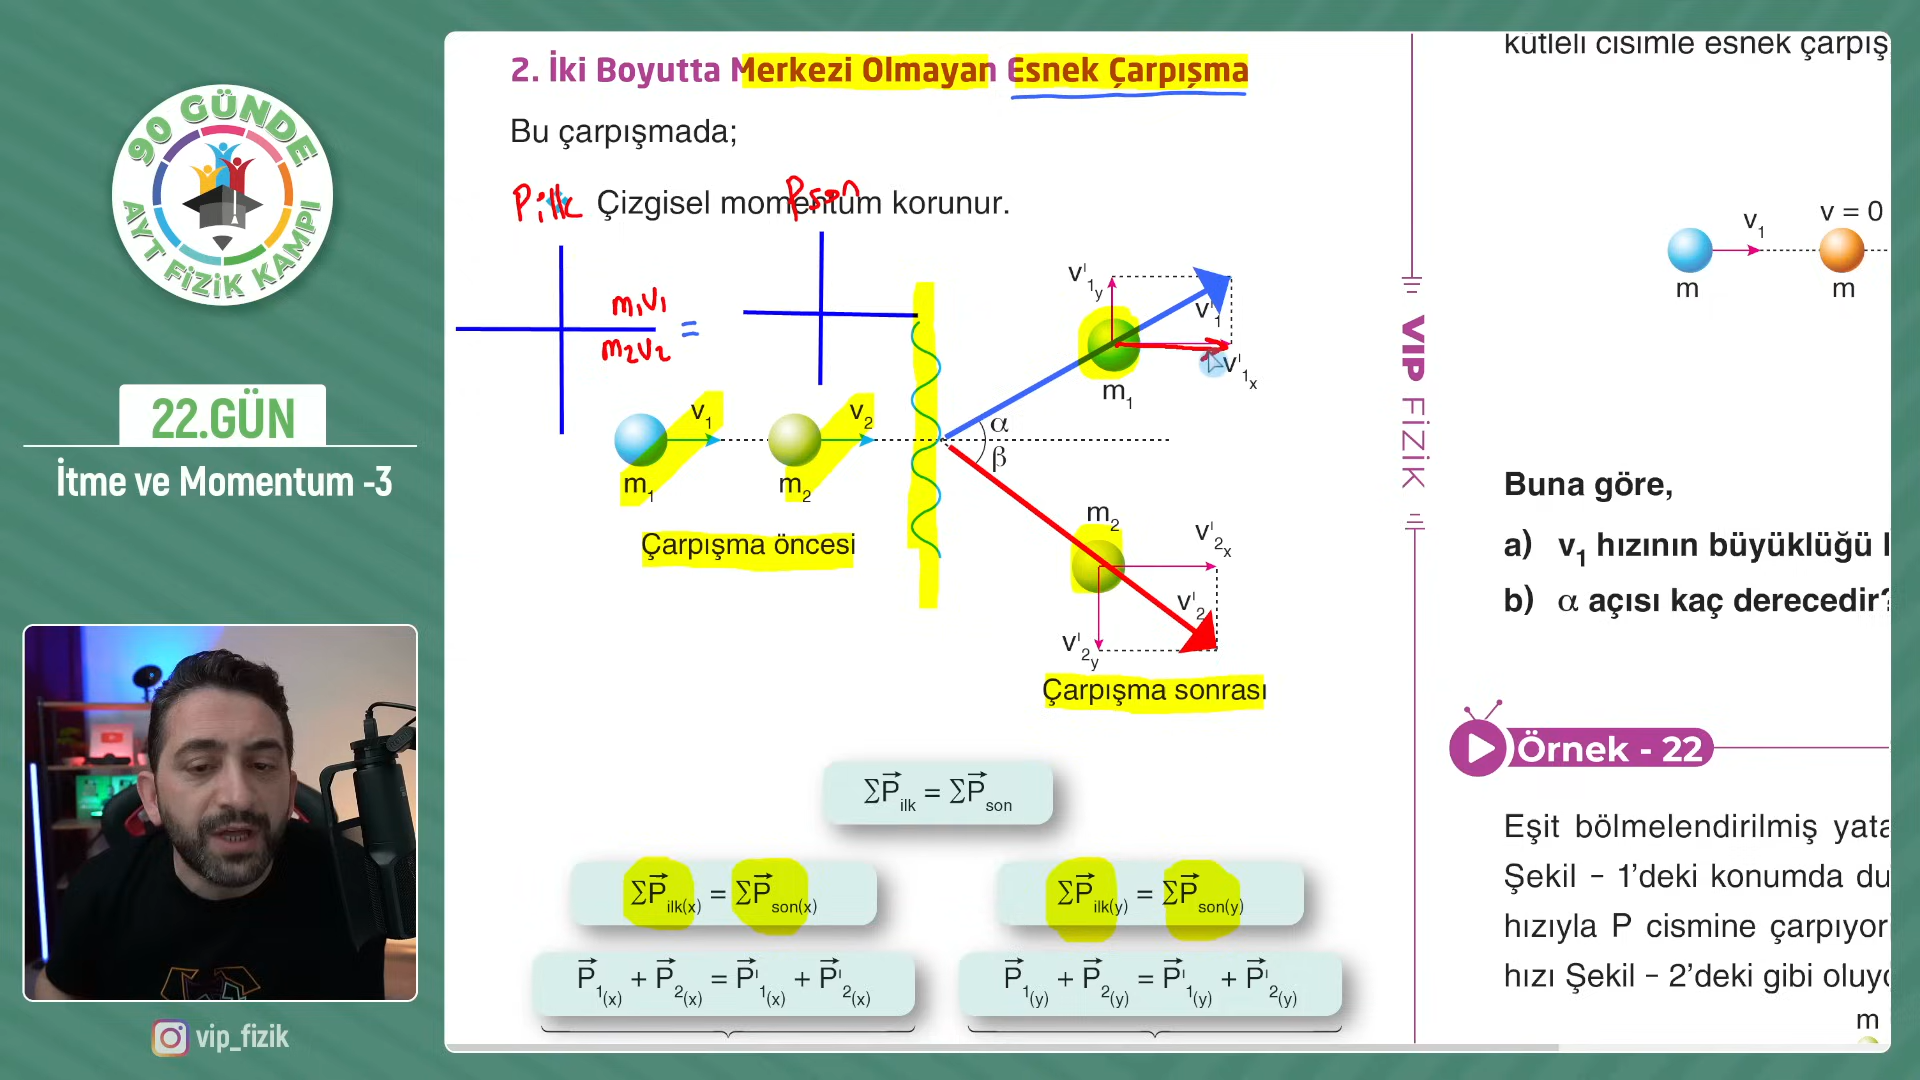 90 GÜNDE
AYT FİZİK KAMPI
22.GÜN
İtme ve Momentum -3
vip_fizik
2. İki Boyutta Merkezi Olmayan Esnek Çarpışma
Bu çarpışmada;
Pilk
Pson
Çizgisel momentum korunur.
m₁v₁
m₂v₂
=
v₁
v₂
m₁
m₂
Çarpışma öncesi
α
β
v'₁y
v'₁
v'₁x
m₁
m₂
v'₂x
v'₂
v'₂y
Çarpışma sonrası
ΣP⃗ilk = ΣP⃗son
ΣP⃗ilk(x) = ΣP⃗son(x)
ΣP⃗ilk(y) = ΣP⃗son(y)
P⃗₁(x) + P⃗₂(x) = P⃗'₁(x) + P⃗'₂(x)
P⃗₁(y) + P⃗₂(y) = P⃗'₁(y) + P⃗'₂(y)
VIP FİZİK
kütleli cisimle esnek çarpış
v₁
v = 0
m
m
Buna göre,
a) v₁ hızının büyüklüğü
b) α açısı kaç derecedir?
Örnek - 22
Eşit bölmelendirilmiş yata
Şekil – 1'deki konumda du
hızıyla P cismine çarpıyor
hızı Şekil – 2'deki gibi oluyo
m